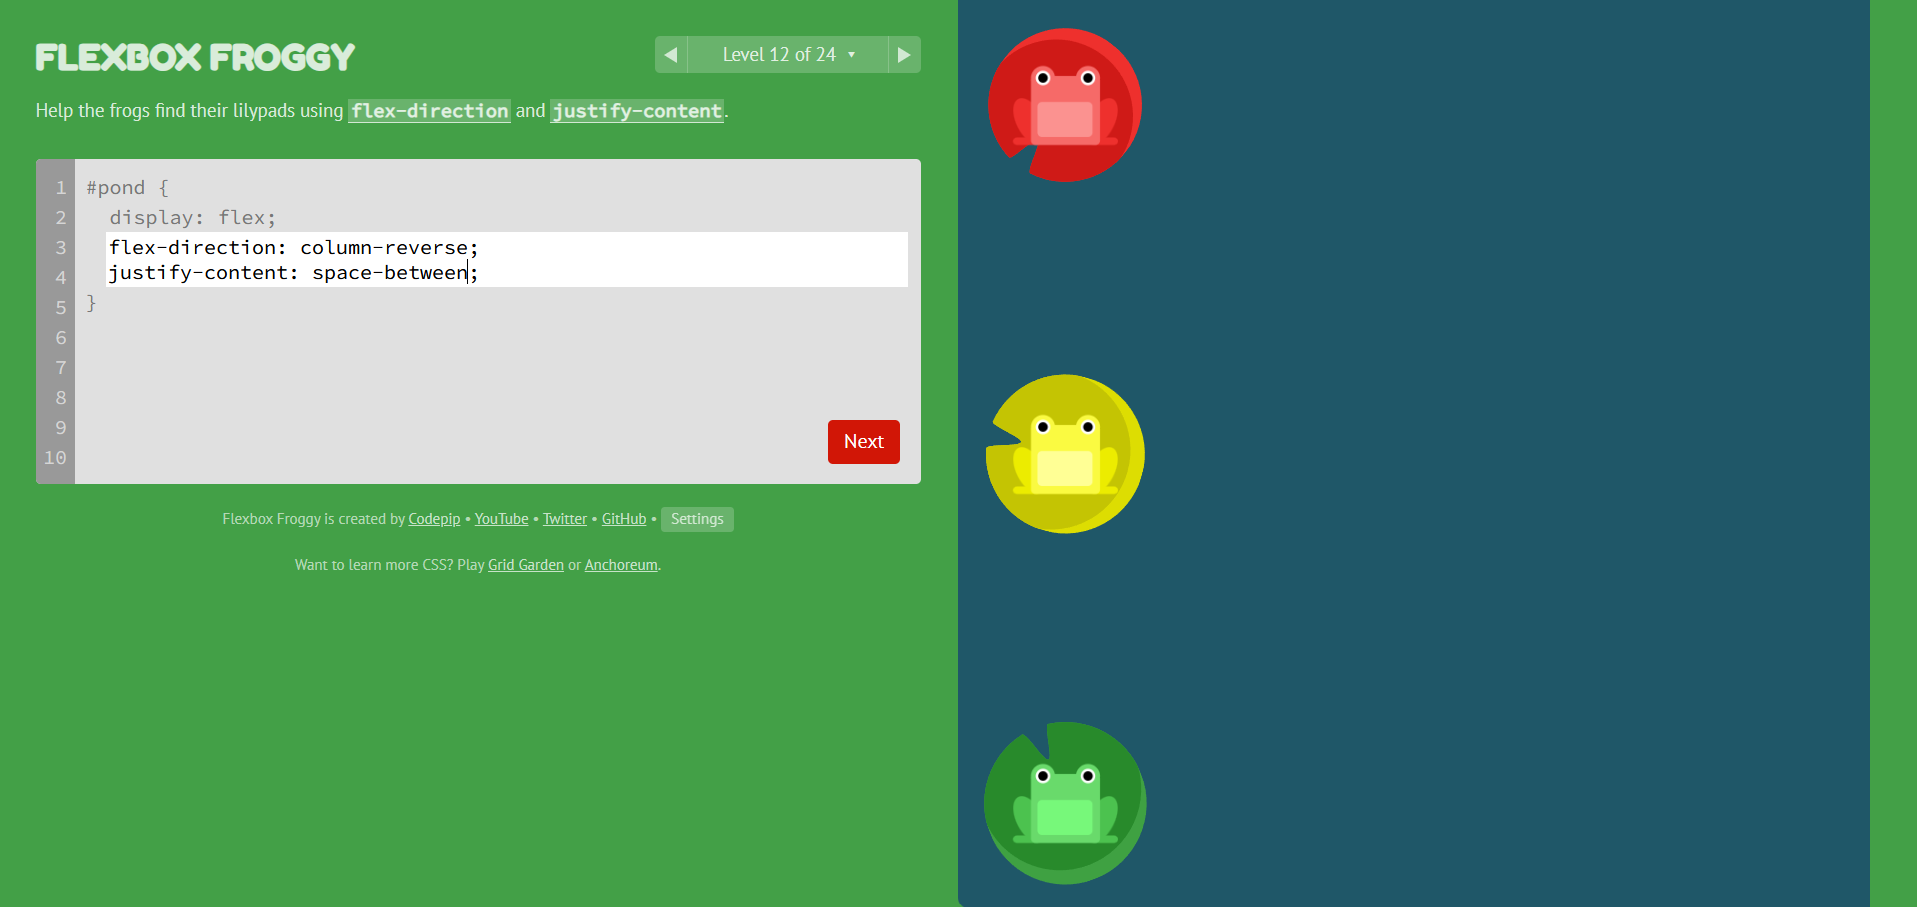 FLEXBOX FROGGY
◀ Level 12 of 24 ▾ ▶
Help the frogs find their lilypads using flex-direction and justify-content.
1 #pond {
2 display: flex;
3 flex-direction: column-reverse;
4 justify-content: space-between;
5 }
6
7
8
9
10
Next
Flexbox Froggy is created by Codepip • YouTube • Twitter • GitHub • Settings
Want to learn more CSS? Play Grid Garden or Anchoreum.